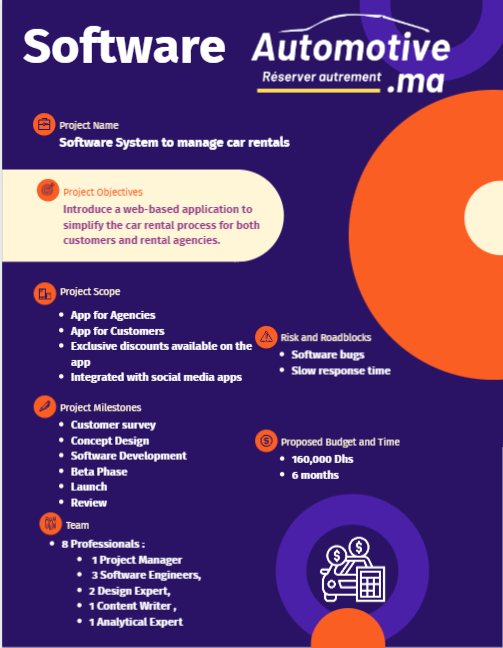 Software
Automotive
Réserver autrement
.ma
Project Name
Software System to manage car rentals
Project Objectives
Introduce a web-based application to
simplify the car rental process for both
customers and rental agencies.
Project Scope
• App for Agencies
• App for Customers
• Exclusive discounts available on the
app
• Integrated with social media apps
Risk and Roadblocks
• Software bugs
• Slow response time
Project Milestones
• Customer survey
• Concept Design
• Software Development
• Beta Phase
• Launch
• Review
Proposed Budget and Time
• 160,000 Dhs
• 6 months
Team
• 8 Professionals :
• 1 Project Manager
• 3 Software Engineers,
• 2 Design Expert,
• 1 Content Writer ,
• 1 Analytical Expert